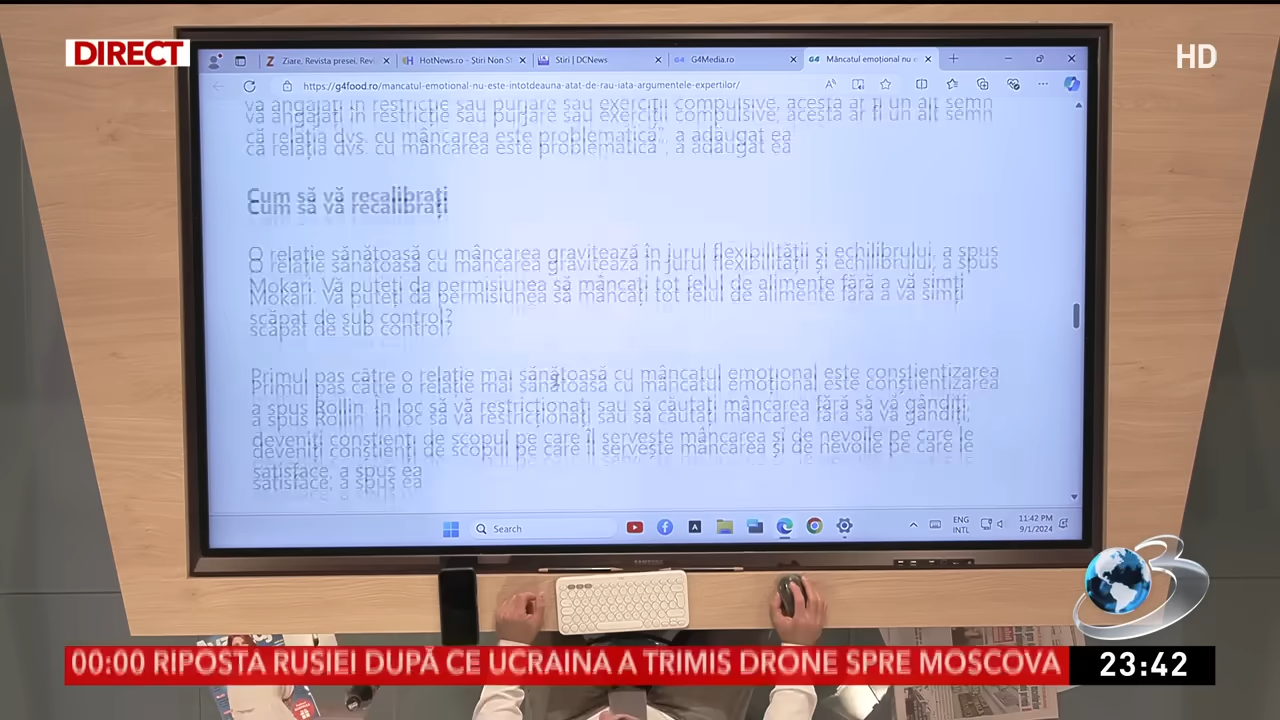 DIRECT
HD
Ziare, Revista presei, Rev
HotNews.ro - Știri Non S
Stiri | DCNews
G4Media.ro
Mâncatul emoțional nu e
https://g4food.ro/mancatul-emotional-nu-este-intotdeauna-atat-de-rau-iata-argumentele-expertilor/
vă angajați în restricție sau purjare sau exerciții compulsive, acesta ar fi un alt semn
că relația dvs. cu mâncarea este problematică”, a adăugat ea
Cum să vă recalibrați
O relație sănătoasă cu mâncarea gravitează în jurul flexibilității și echilibrului, a spus
Mokari. Vă puteți da permisiunea să mâncați tot felul de alimente fără a vă simți
scăpat de sub control?
Primul pas către o relație mai sănătoasă cu mâncatul emoțional este conștientizarea
a spus Rollin. În loc să vă restricționați sau să căutați mâncarea fără să vă gândiți,
deveniți conștienți de scopul pe care îl servește mâncarea și de nevoile pe care le
satisface, a spus ea
Search
ENG
INTL
11:42 PM
9/1/2024
SAMSUNG
3
00:00 RIPOSTA RUSIEI DUPĂ CE UCRAINA A TRIMIS DRONE SPRE MOSCOVA
23:42